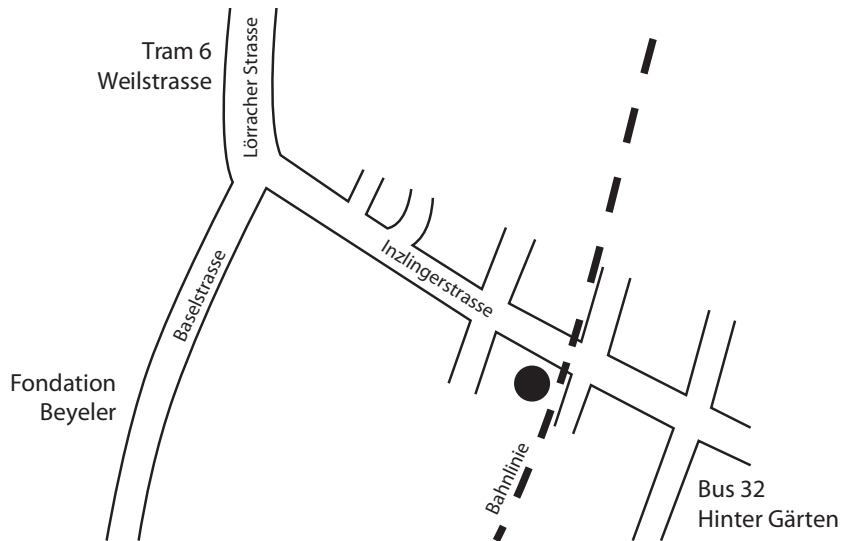 Tram 6
Weilstrasse
Lörracher Strasse
Inzlingerstrasse
Baselstrasse
Fondation
Beyeler
Bahnlinie
Bus 32
Hinter Gärten